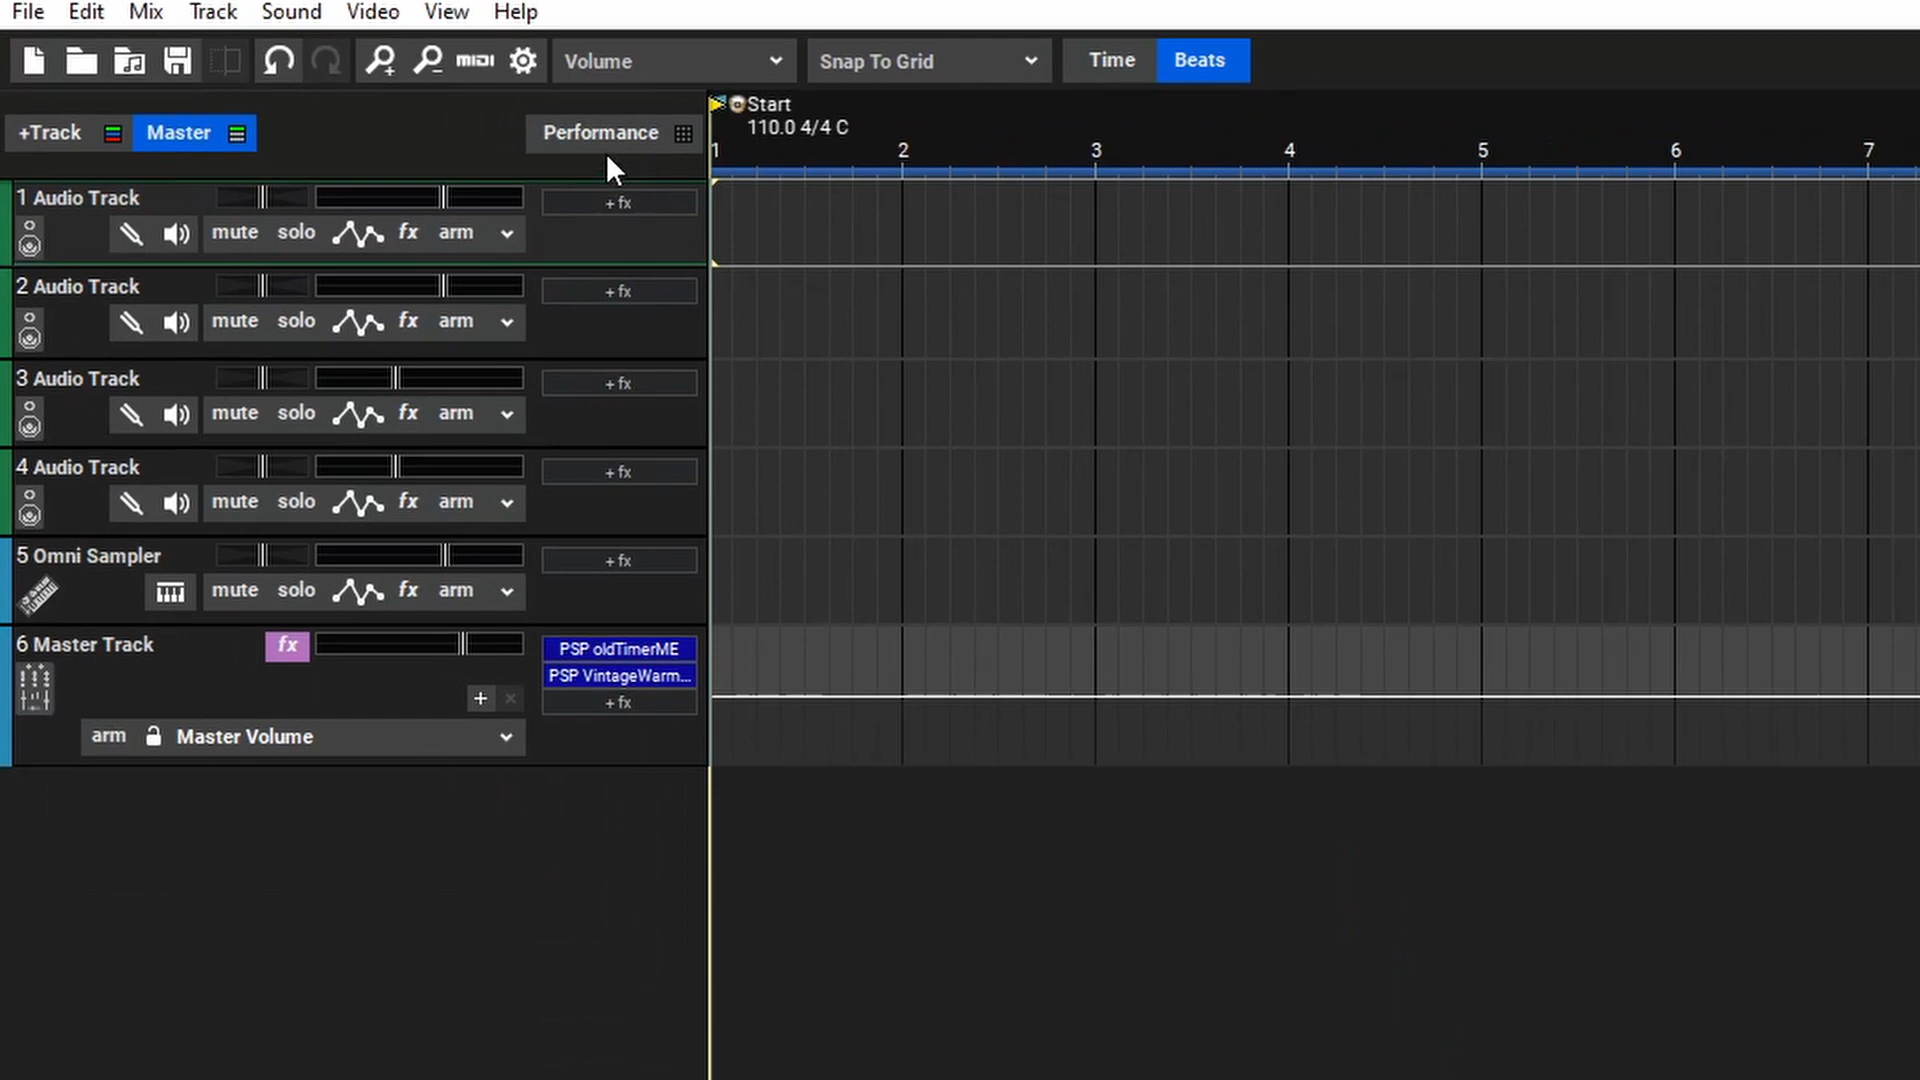 File Edit Mix Track Sound Video View Help
midi Volume Snap To Grid Time Beats
+Track Master Performance
Start
110.0 4/4 C
1 2 3 4 5 6 7
1 Audio Track
+ fx
mute solo fx arm
2 Audio Track
+ fx
mute solo fx arm
3 Audio Track
+ fx
mute solo fx arm
4 Audio Track
+ fx
mute solo fx arm
5 Omni Sampler
+ fx
mute solo fx arm
6 Master Track fx
PSP oldTimerME
PSP VintageWarm...
+ fx
arm Master Volume